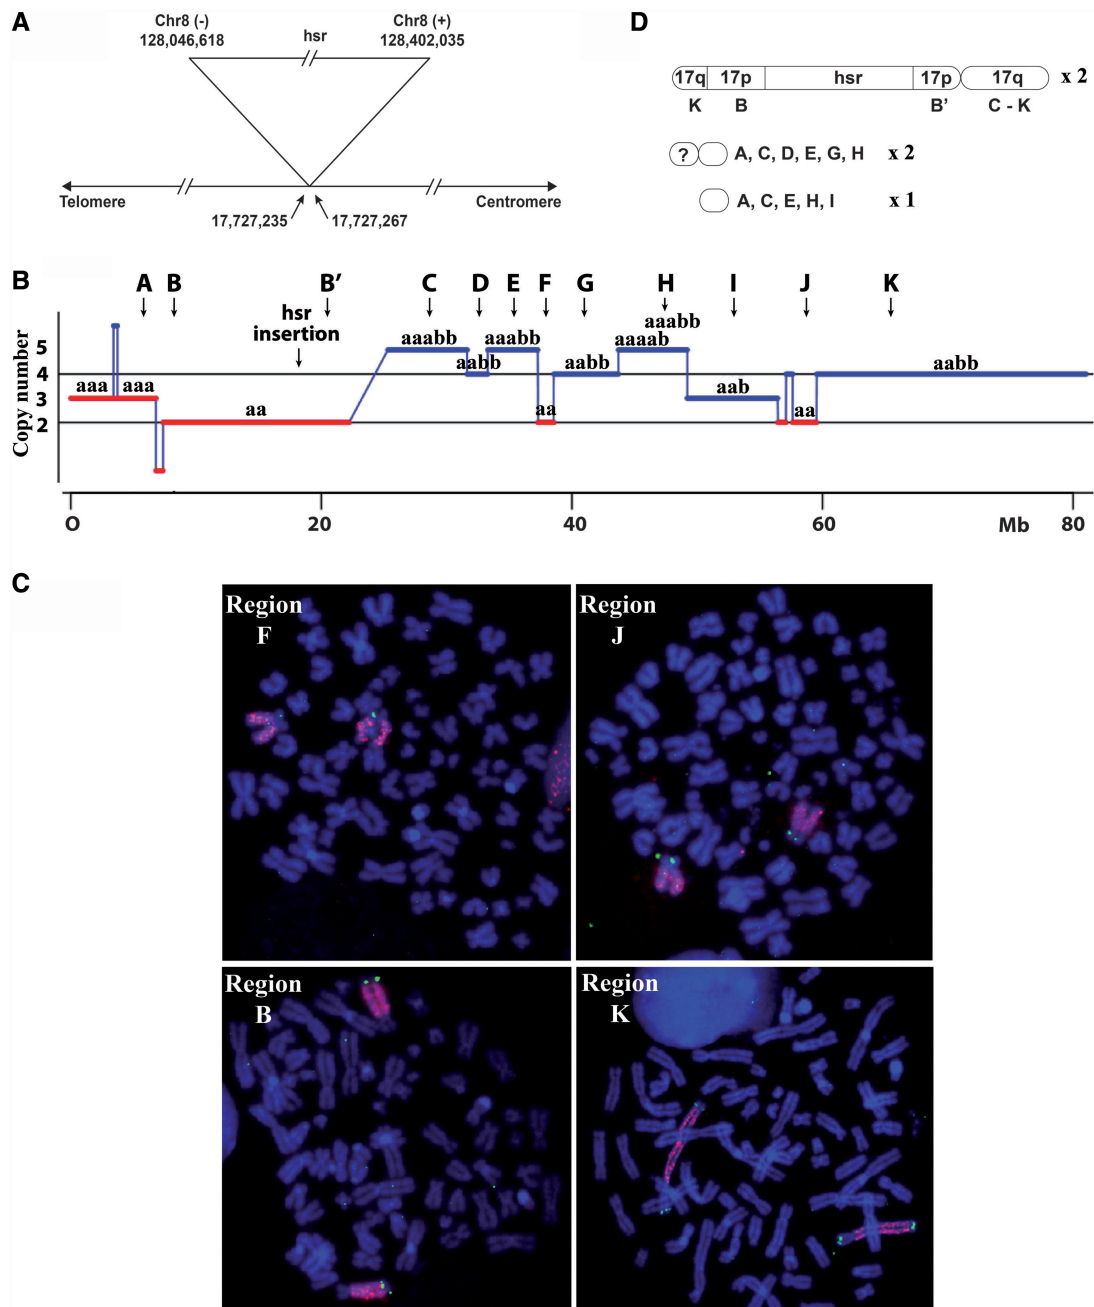 A
Chr8 (-)
128,046,618
hsr
Chr8 (+)
128,402,035
Telomere
Centromere
17,727,235
17,727,267
D
17q 17p hsr 17p 17q x 2
K B B' C - K
? A, C, D, E, G, H x 2
A, C, E, H, I x 1
B
A B B' C D E F G H I J K
hsr
insertion
Copy number
5
4
3
2
aaa aaa
aa
aaabb
aabb
aaabb
aa
aabb
aaabb
aaaab
aab
aa
aabb
O 20 40 60 Mb 80
C
Region
F
Region
J
Region
B
Region
K